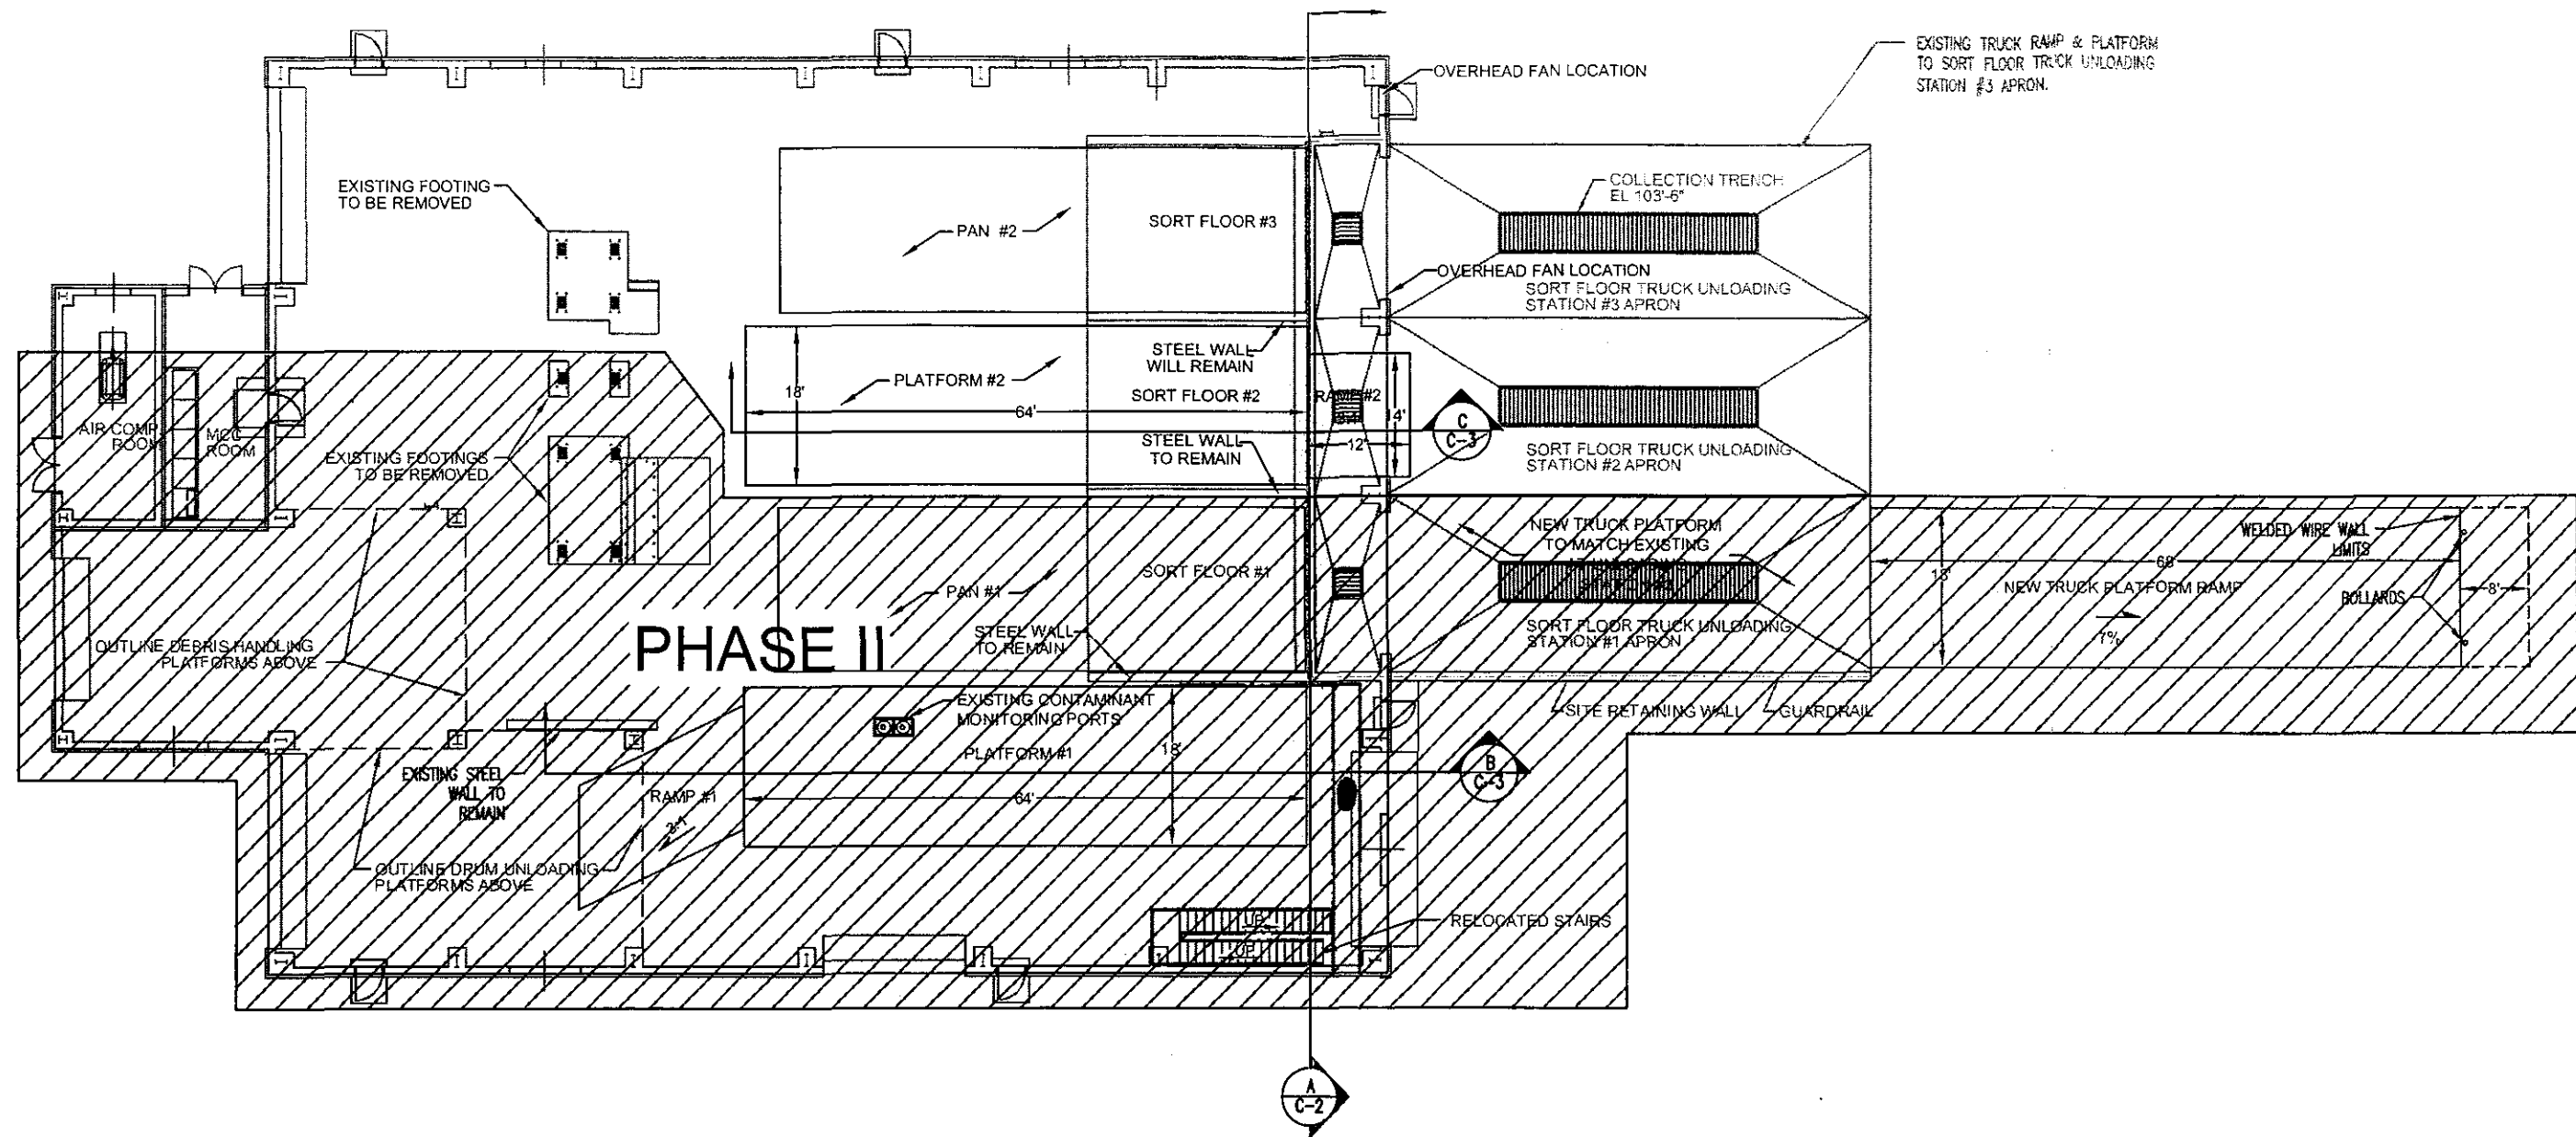 EXISTING TRUCK RAMP & PLATFORM
TO SORT FLOOR TRUCK UNLOADING
STATION #3 APRON.
OVERHEAD FAN LOCATION
EXISTING FOOTING
TO BE REMOVED
COLLECTION TRENCH
EL 103'-6"
PAN #2
SORT FLOOR #3
OVERHEAD FAN LOCATION
SORT FLOOR TRUCK UNLOADING
STATION #3 APRON
STEEL WALL
WILL REMAIN
PLATFORM #2
18'
SORT FLOOR #2
RAMP #2
64'
14'
12'
C
C-3
STEEL WALL
TO REMAIN
SORT FLOOR TRUCK UNLOADING
STATION #2 APRON
AIR COMP
ROOM
MCC
ROOM
EXISTING FOOTINGS
TO BE REMOVED
NEW TRUCK PLATFORM
TO MATCH EXISTING
WELDED WIRE WALL
LIMITS
SORT FLOOR #1
PAN #1
NEW TRUCK PLATFORM RAMP
7%
BOLLARDS
8'
SORT FLOOR TRUCK UNLOADING
STATION #1 APRON
PHASE II
STEEL WALL
TO REMAIN
OUTLINE DEBRIS HANDLING
PLATFORMS ABOVE
EXISTING CONTAMINANT
MONITORING PORTS
SITE RETAINING WALL
GUARDRAIL
PLATFORM #1
18'
B
C-3
EXISTING STEEL
WALL TO
REMAIN
RAMP #1
64'
OUTLINE DRUM UNLOADING
PLATFORMS ABOVE
UP
UP
RELOCATED STAIRS
A
C-2